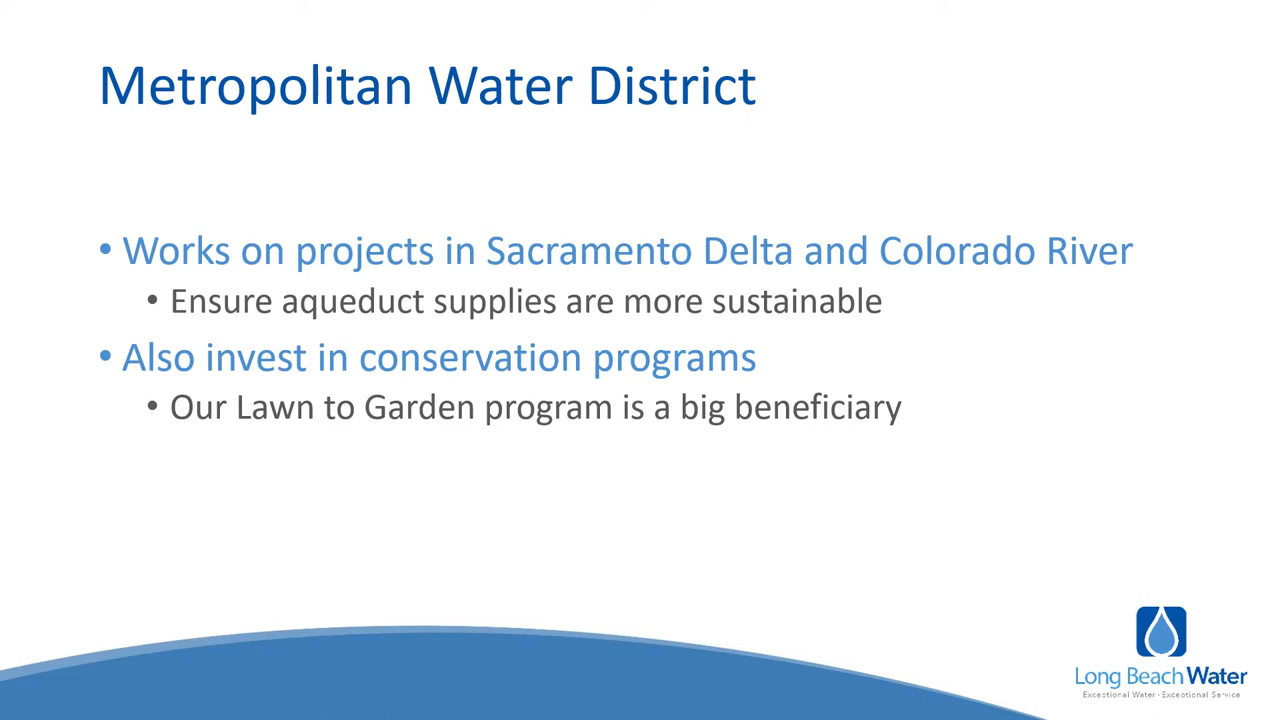 Metropolitan Water District
• Works on projects in Sacramento Delta and Colorado River
• Ensure aqueduct supplies are more sustainable
• Also invest in conservation programs
• Our Lawn to Garden program is a big beneficiary
Long Beach Water
Exceptional Water - Exceptional Service